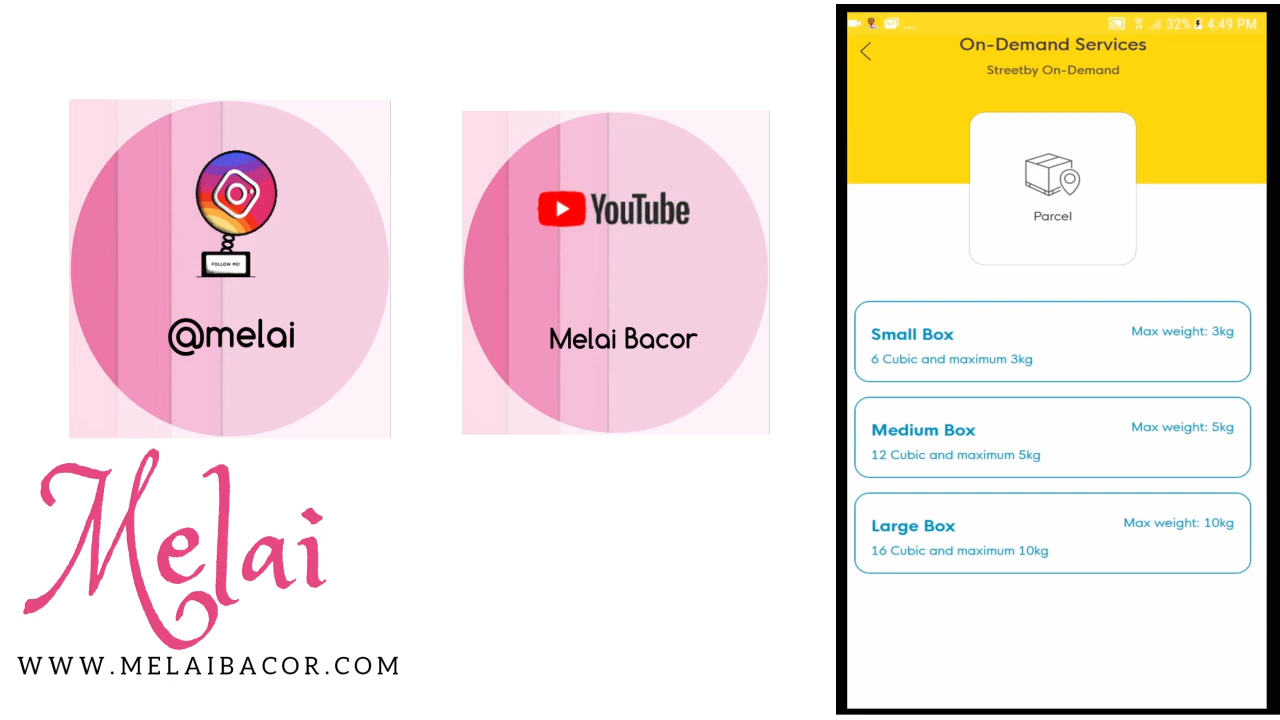 FOLLOW ME!
@melai
YouTube
Melai Bacor
Melai
WWW.MELAIBACOR.COM
... 32% 4:49 PM
On-Demand Services
Streetby On-Demand
Parcel
Small Box Max weight: 3kg
6 Cubic and maximum 3kg
Medium Box Max weight: 5kg
12 Cubic and maximum 5kg
Large Box Max weight: 10kg
16 Cubic and maximum 10kg